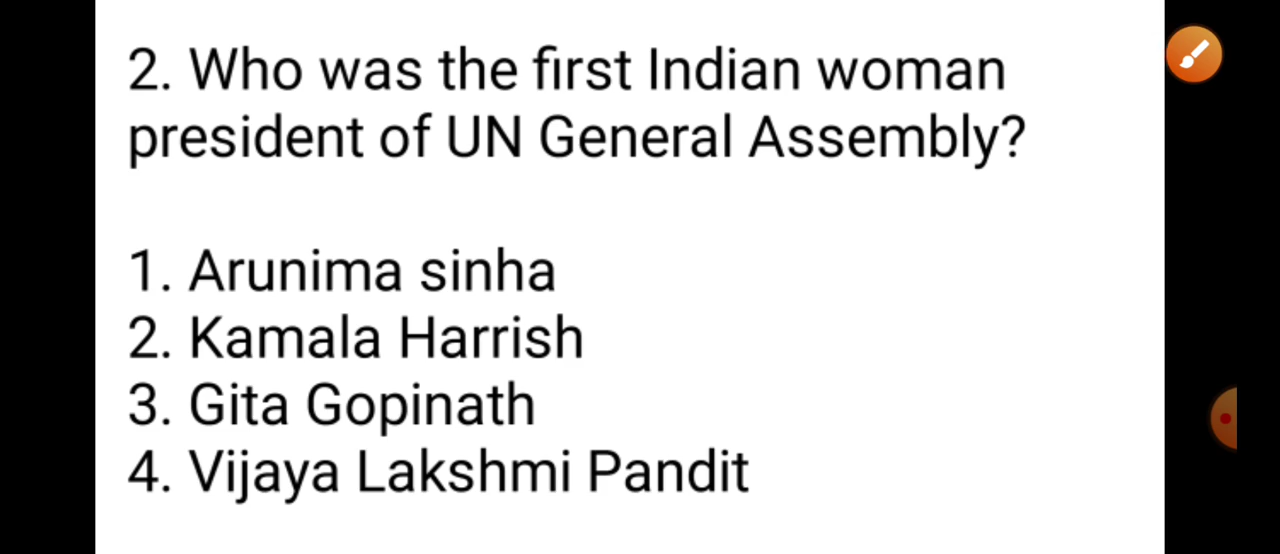 2. Who was the first Indian woman
president of UN General Assembly?
1. Arunima sinha
2. Kamala Harrish
3. Gita Gopinath
4. Vijaya Lakshmi Pandit